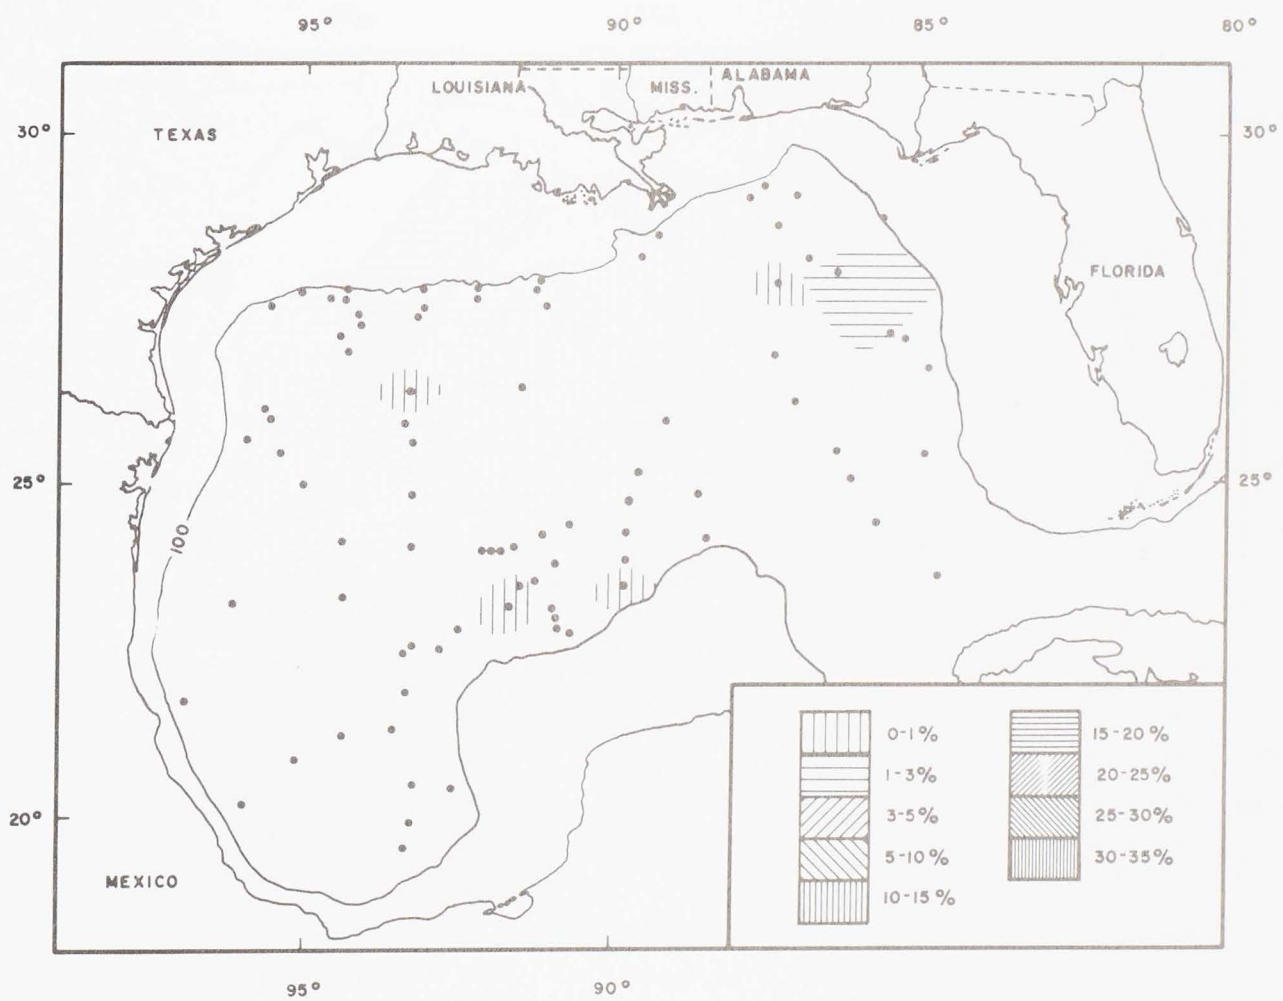 95° 90° 85° 80°
LOUISIANA MISS. ALABAMA
30° TEXAS 30°
FLORIDA
25° 25°
100
0-1% 15-20%
1-3% 20-25%
3-5% 25-30%
5-10% 30-35%
10-15%
20°
MEXICO
95° 90°